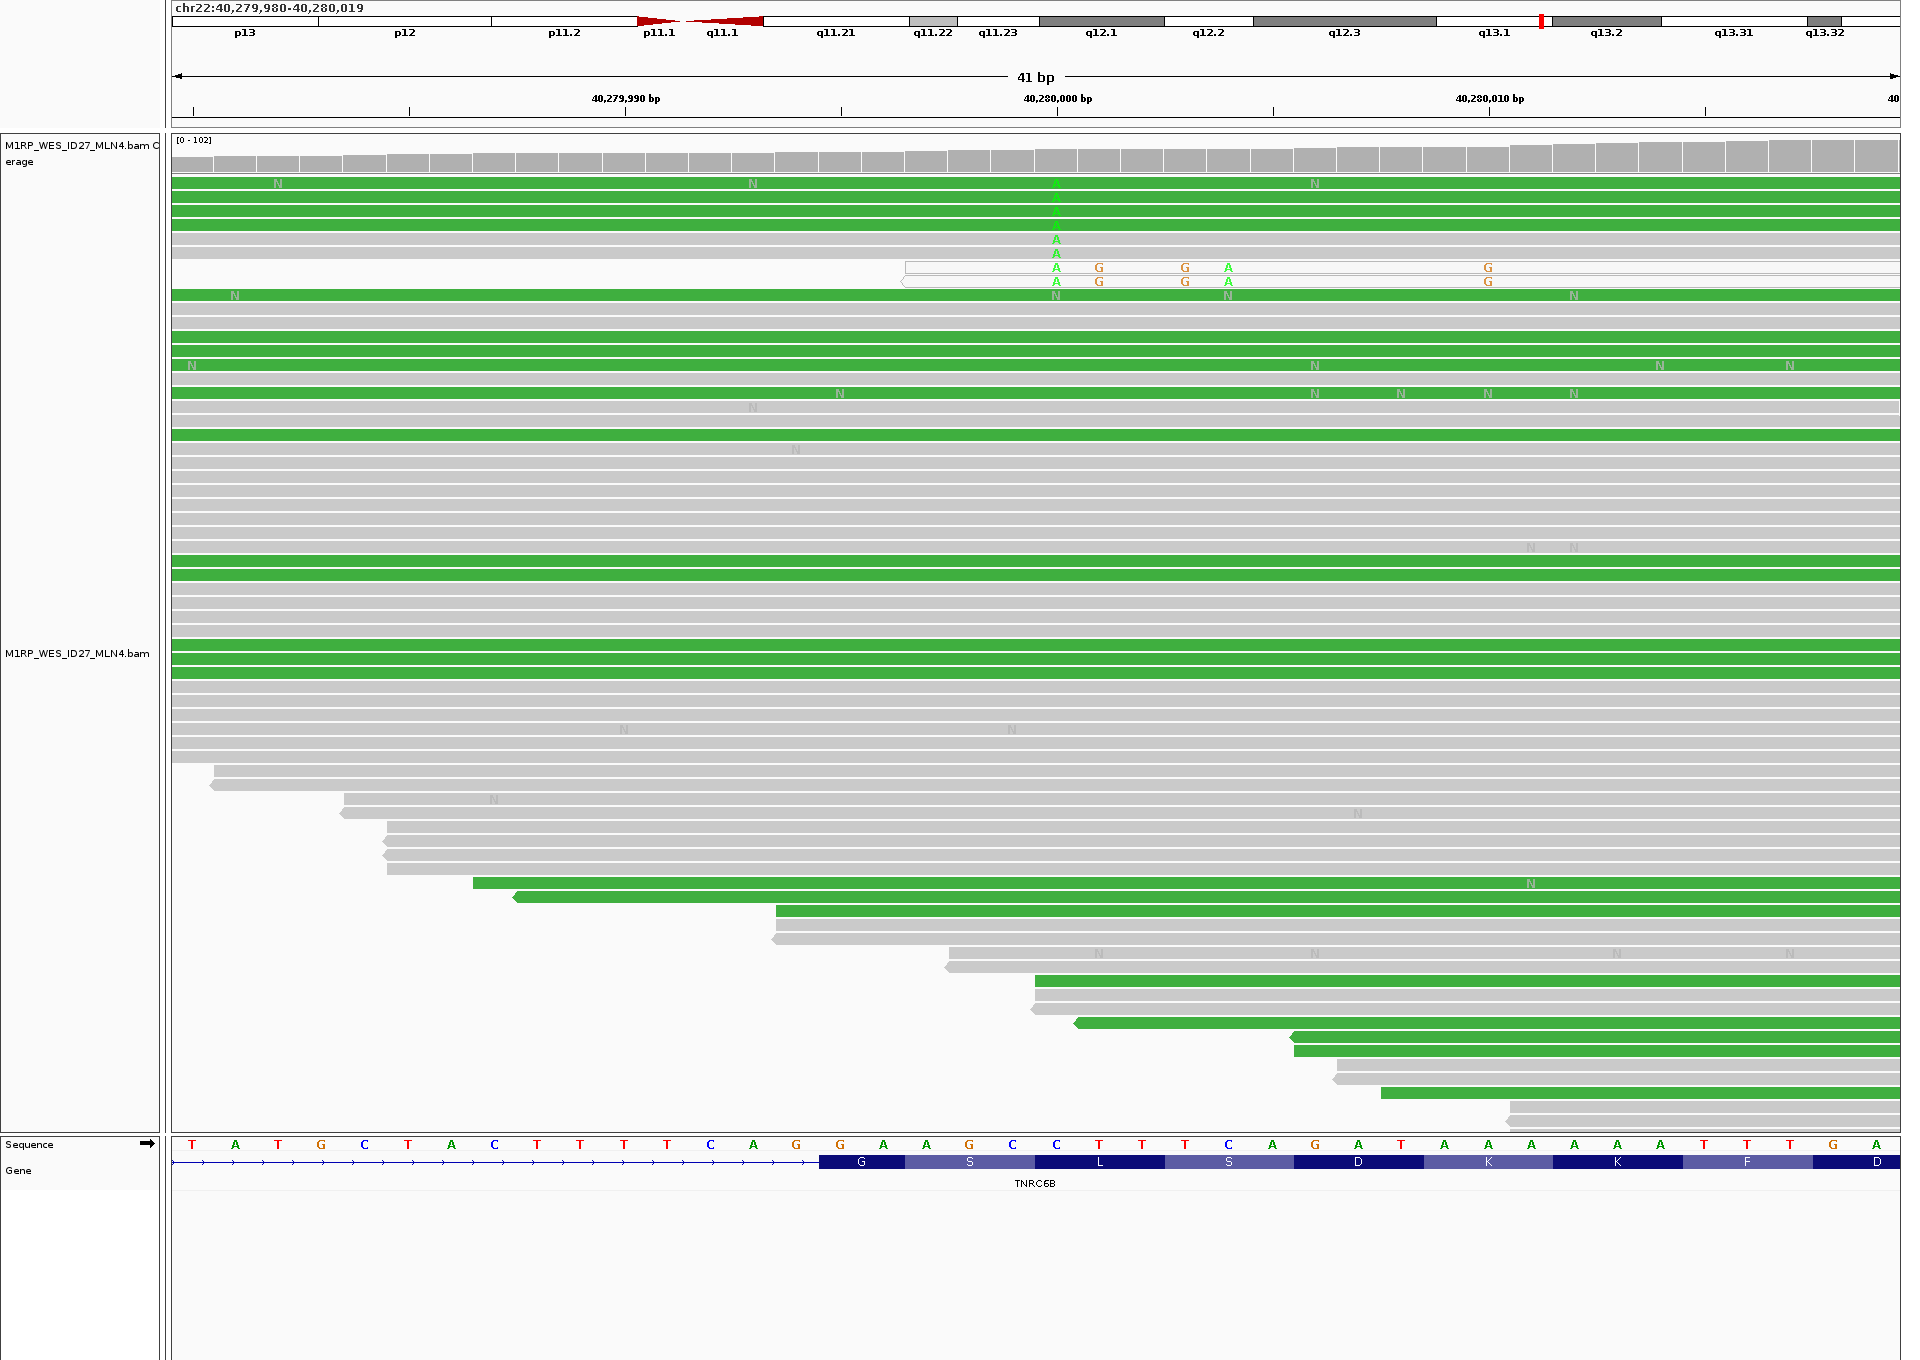 chr22:40,279,980-40,280,019
p13 p12 p11.2 p11.1 q11.1 q11.21 q11.22 q11.23 q12.1 q12.2 q12.3 q13.1 q13.2 q13.31 q13.32
41 bp
40,279,990 bp 40,280,000 bp 40,280,010 bp 40
M1RP_WES_ID27_MLN4.bam C
erage
[0 - 102]
N N A N
A
A
A
A
A
A G G A G
A G G A G
N N N N
N N N N
N N N N N
N
N
N N
M1RP_WES_ID27_MLN4.bam
N N
N
N
N
N N N N
Sequence T A T G C T A C T T T T C A G G A A G C C T T T C A G A T A A A A A A T T T G A
Gene G S L S D K K F D
TNRC6B